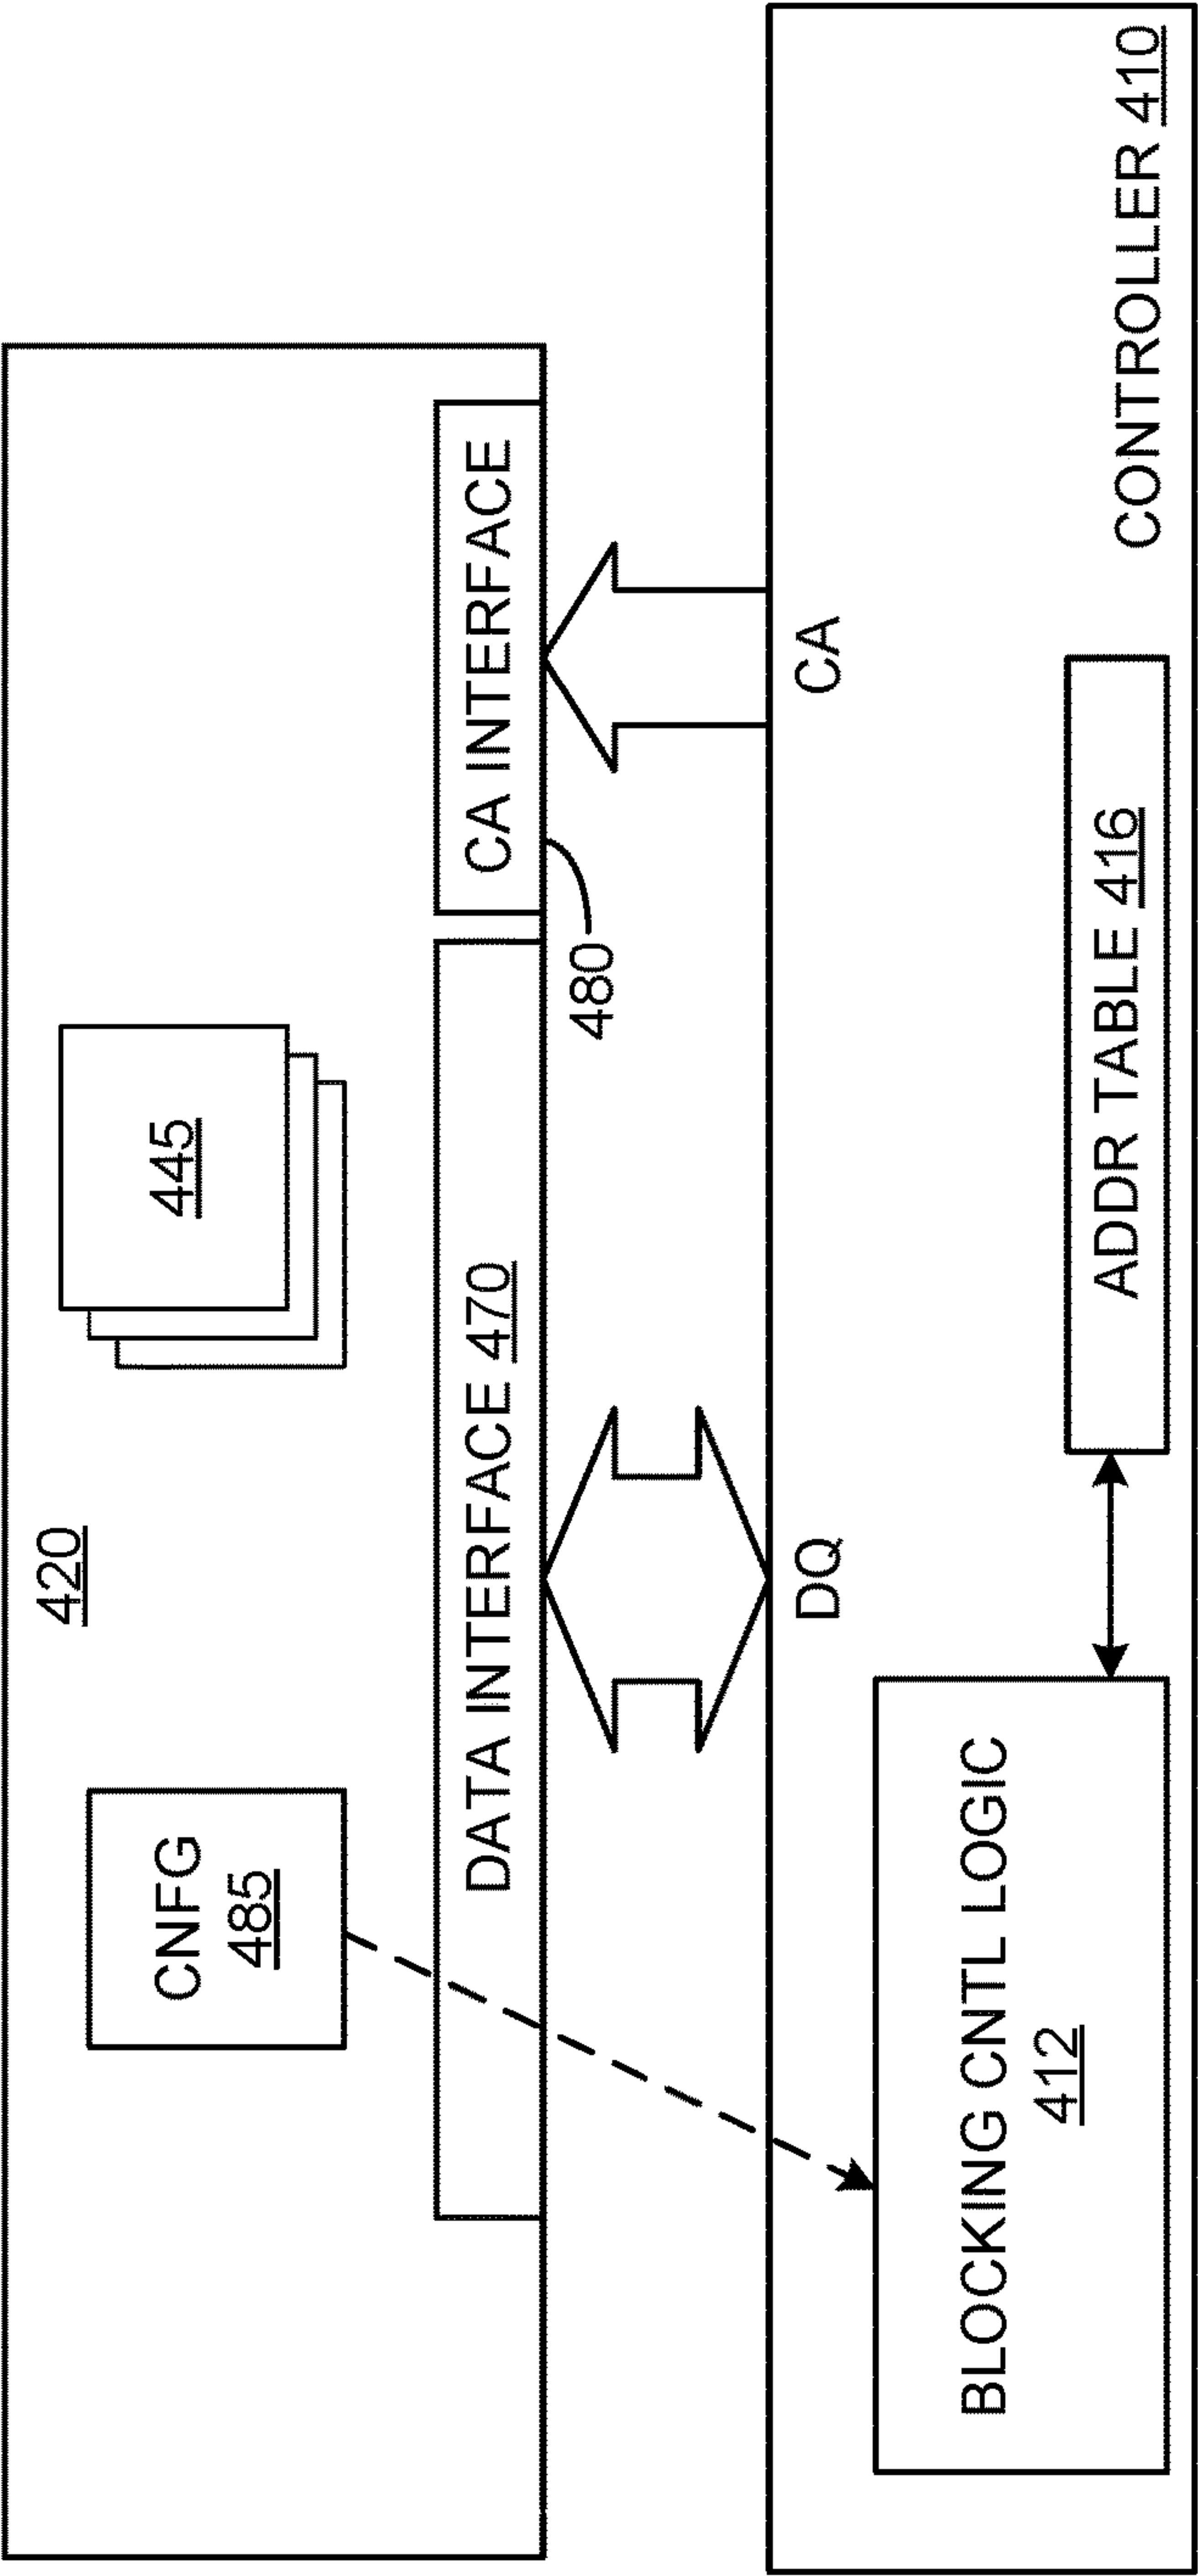 420
CNFG
485
445
DATA INTERFACE 470
CA INTERFACE
480
DQ
CA
BLOCKING CNTL LOGIC
412
ADDR TABLE 416
CONTROLLER 410